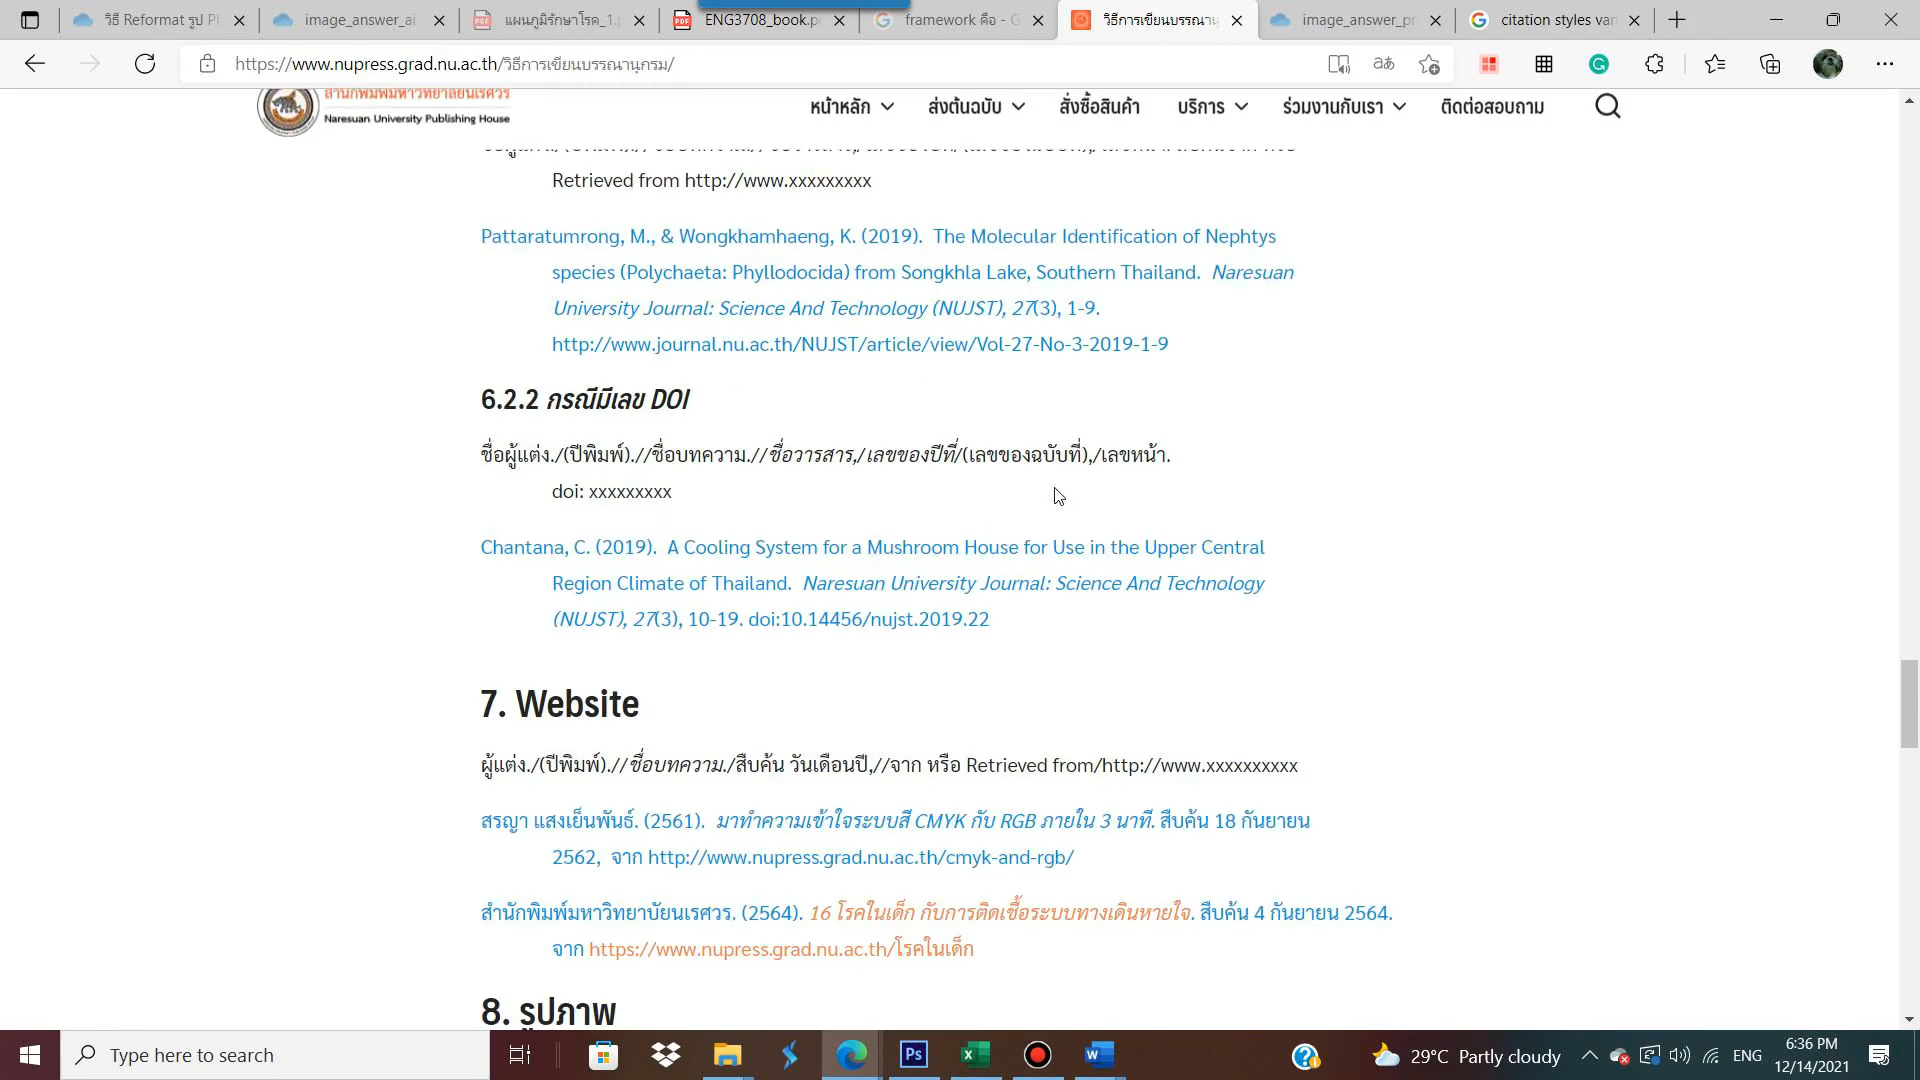 วิธี Reformat รูป Pl
image_answer_ai
แผนภูมิรักษาโรค_1.
ENG3708_book.p
framework คือ - G
วิธีการเขียนบรรณาน
image_answer_pr
citation styles var
https://www.nupress.grad.nu.ac.th/วิธีการเขียนบรรณานุกรม/
สำนักพิมพ์มหาวิทยาลัยนเรศวร
Naresuan University Publishing House
หน้าหลัก
ส่งต้นฉบับ
สั่งซื้อสินค้า
บริการ
ร่วมงานกับเรา
ติดต่อสอบถาม
Retrieved from http://www.xxxxxxxxx
Pattaratumrong, M., & Wongkhamhaeng, K. (2019).  The Molecular Identification of Nephtys
species (Polychaeta: Phyllodocida) from Songkhla Lake, Southern Thailand.  Naresuan
University Journal: Science And Technology (NUJST), 27(3), 1-9.
http://www.journal.nu.ac.th/NUJST/article/view/Vol-27-No-3-2019-1-9
6.2.2 กรณีมีเลข DOI
ชื่อผู้แต่ง./(ปีพิมพ์).//ชื่อบทความ.//ชื่อวารสาร,/เลขของปีที่/(เลขของฉบับที่),/เลขหน้า.
doi: xxxxxxxxx
Chantana, C. (2019).  A Cooling System for a Mushroom House for Use in the Upper Central
Region Climate of Thailand.  Naresuan University Journal: Science And Technology
(NUJST), 27(3), 10-19. doi:10.14456/nujst.2019.22
7. Website
ผู้แต่ง./(ปีพิมพ์).//ชื่อบทความ./สืบค้น วันเดือนปี,//จาก หรือ Retrieved from/http://www.xxxxxxxxxx
สรญา แสงเย็นพันธ์. (2561).  มาทำความเข้าใจระบบสี CMYK กับ RGB ภายใน 3 นาที. สืบค้น 18 กันยายน
2562,  จาก http://www.nupress.grad.nu.ac.th/cmyk-and-rgb/
สำนักพิมพ์มหาวิทยาบัยนเรศวร. (2564). 16 โรคในเด็ก กับการติดเชื้อระบบทางเดินหายใจ. สืบค้น 4 กันยายน 2564.
จาก https://www.nupress.grad.nu.ac.th/โรคในเด็ก
8. รูปภาพ
Type here to search
29°C  Partly cloudy
ENG
6:36 PM
12/14/2021